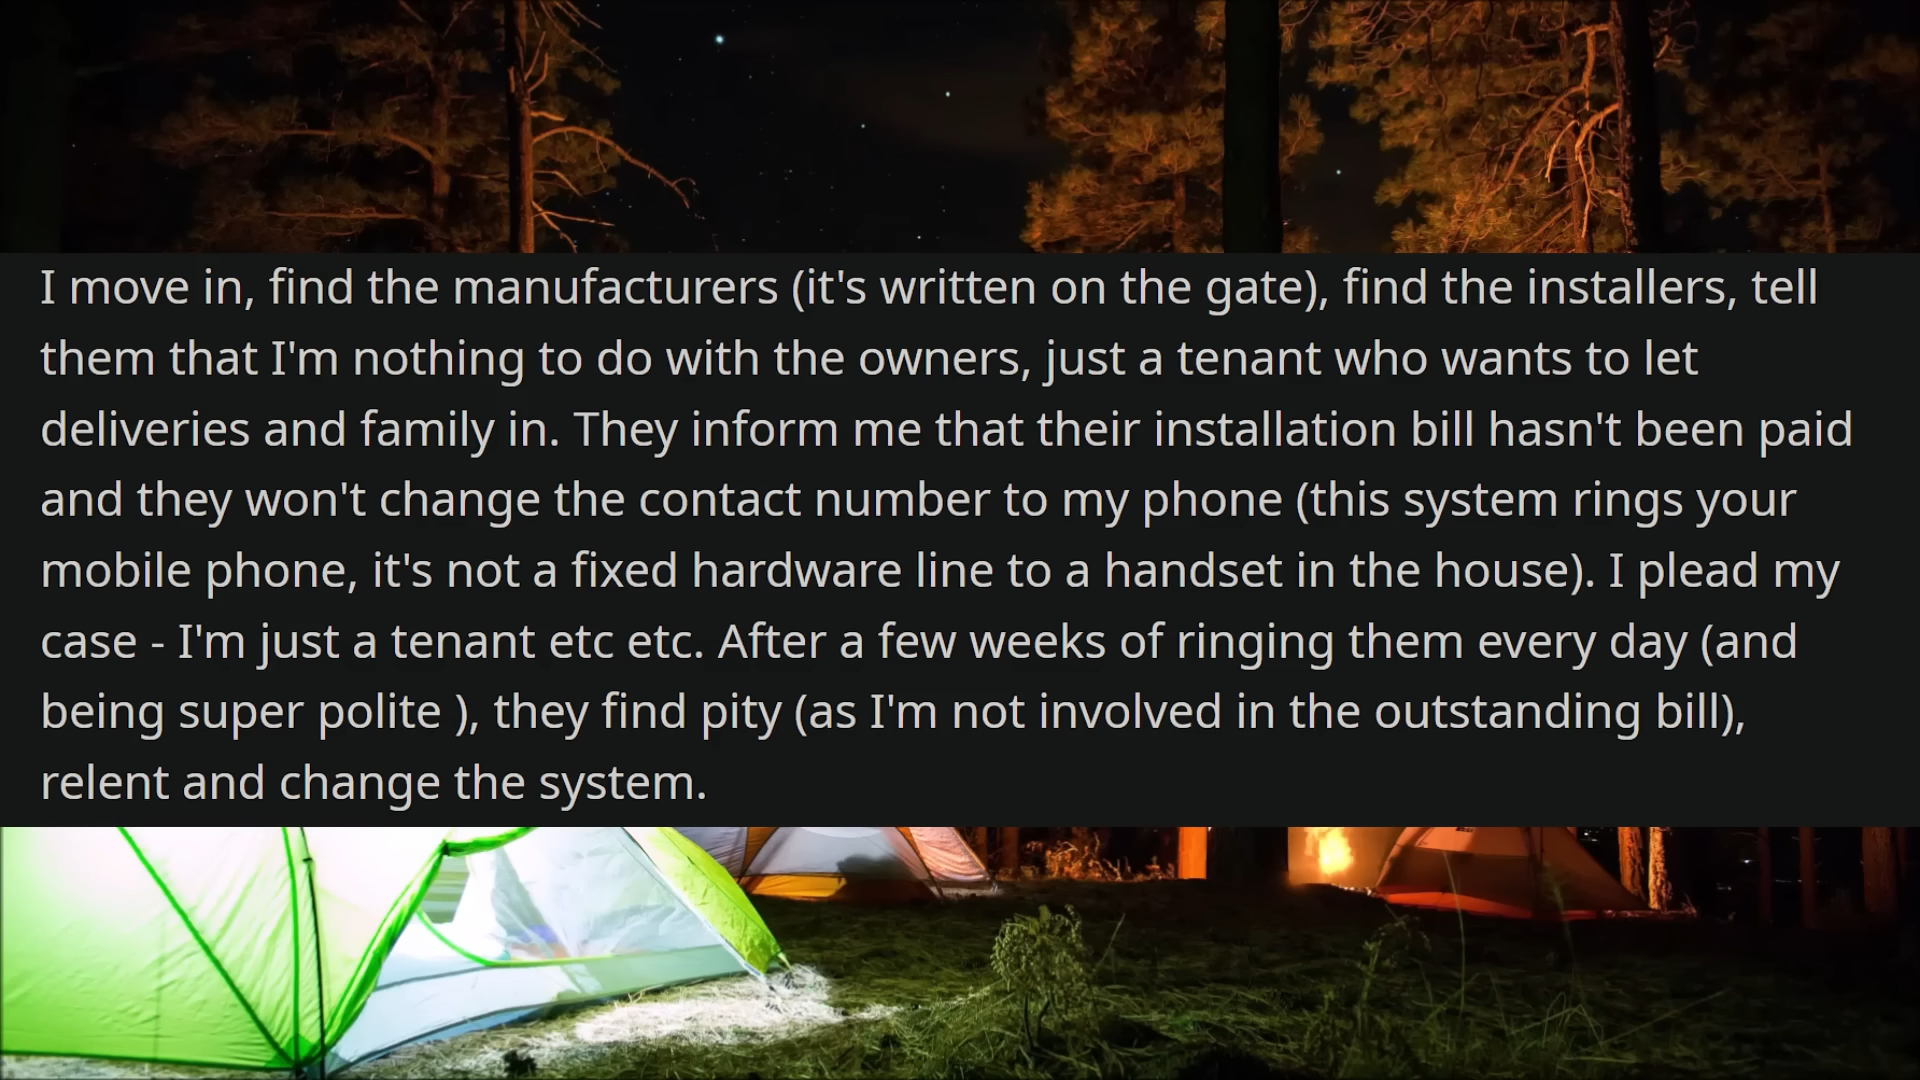 I move in, find the manufacturers (it's written on the gate), find the installers, tell
them that I'm nothing to do with the owners, just a tenant who wants to let
deliveries and family in. They inform me that their installation bill hasn't been paid
and they won't change the contact number to my phone (this system rings your
mobile phone, it's not a fixed hardware line to a handset in the house). I plead my
case - I'm just a tenant etc etc. After a few weeks of ringing them every day (and
being super polite ), they find pity (as I'm not involved in the outstanding bill),
relent and change the system.